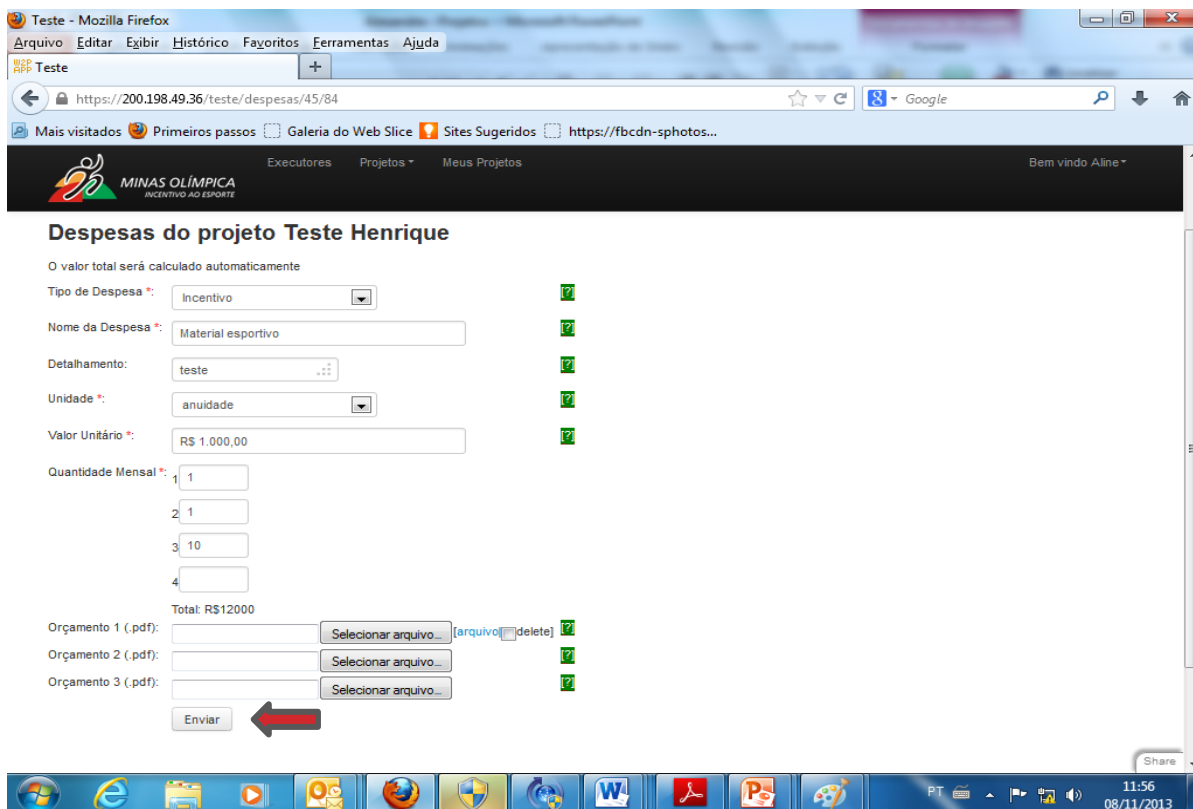 Teste - Mozilla Firefox
Arquivo Editar Exibir Histórico Favoritos Ferramentas Ajuda
W2P APP Teste +
https://200.198.49.36/teste/despesas/45/84 Google
Mais visitados Primeiros passos Galeria do Web Slice Sites Sugeridos https://fbcdn-sphotos...
Executores Projetos Meus Projetos Bem vindo Aline
MINAS OLÍMPICA
INCENTIVO AO ESPORTE
Despesas do projeto Teste Henrique
O valor total será calculado automaticamente
Tipo de Despesa *: Incentivo [?]
Nome da Despesa *: Material esportivo [?]
Detalhamento: teste [?]
Unidade *: anuidade [?]
Valor Unitário *: R$ 1.000,00 [?]
Quantidade Mensal *: 1 1
2 1
3 10
4
Total: R$12000
Orçamento 1 (.pdf): Selecionar arquivo... [arquivo| delete] [?]
Orçamento 2 (.pdf): Selecionar arquivo... [?]
Orçamento 3 (.pdf): Selecionar arquivo... [?]
Enviar
Share
PT 11:56
08/11/2013